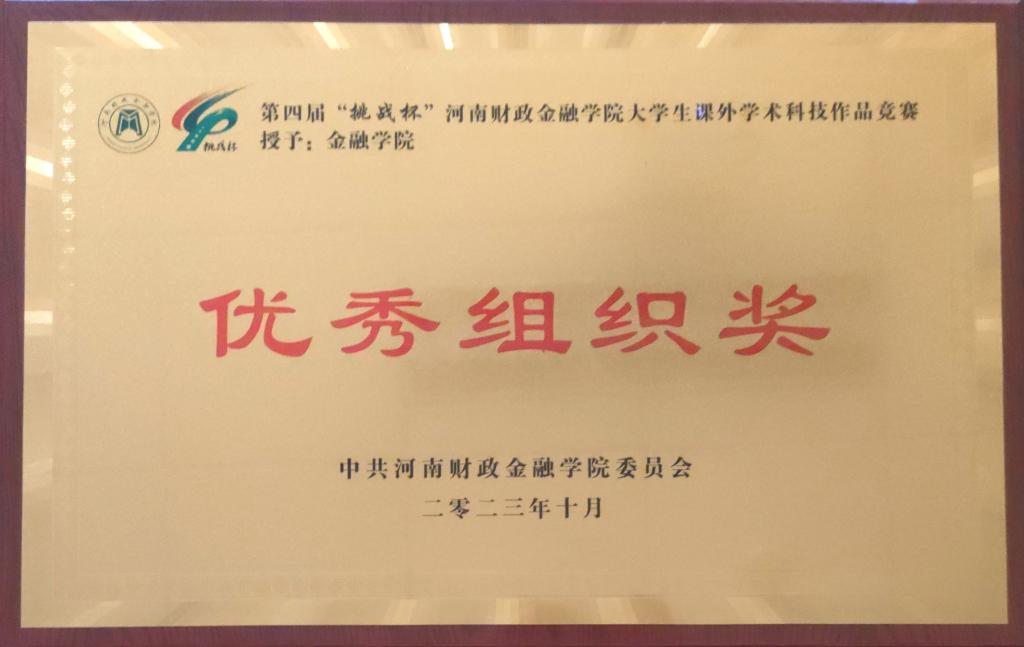 第四届“挑战杯”河南财政金融学院大学生课外学术科技作品竞赛
授予：金融学院
挑战杯
优秀组织奖
中共河南财政金融学院委员会
二零二三年十月